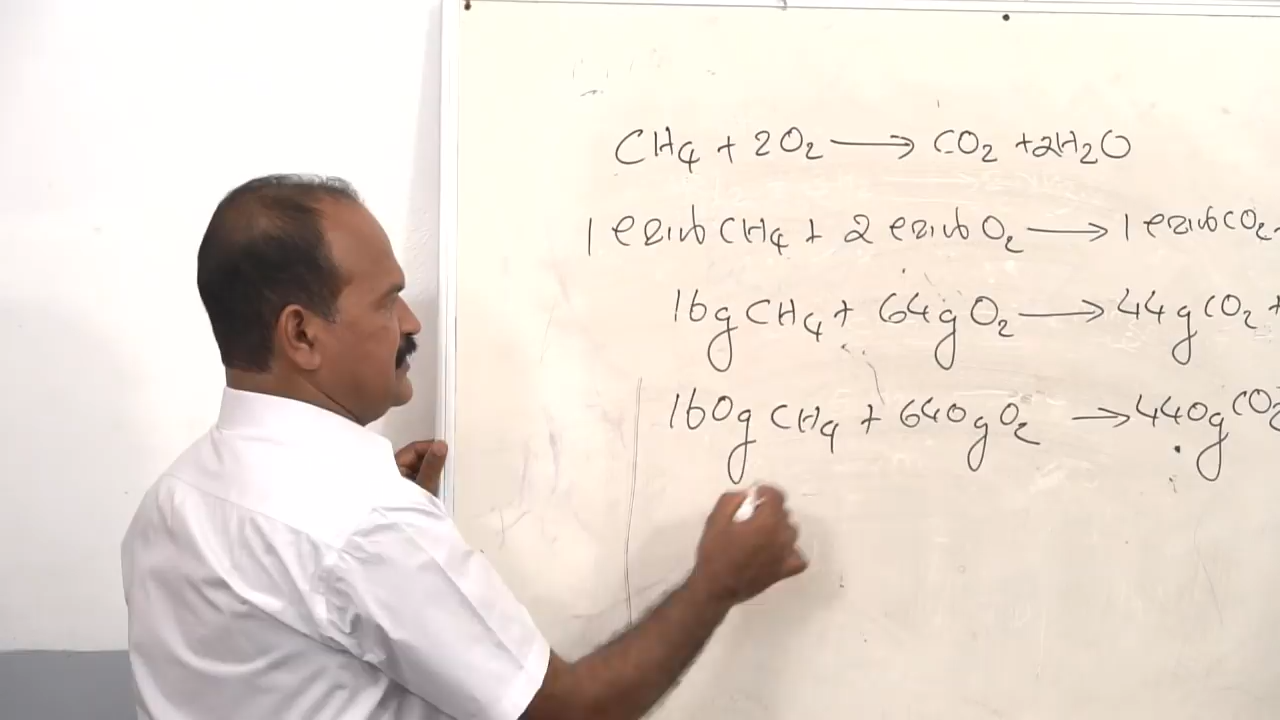 CH₄ + 2O₂ ⟶ CO₂ + 2H₂O
1 മോൾ CH₄ + 2 മോൾ O₂ ⟶ 1 മോൾ CO₂ +
16g CH₄ + 64g O₂ ⟶ 44g CO₂ +
160g CH₄ + 640g O₂ ⟶ 440g CO₂